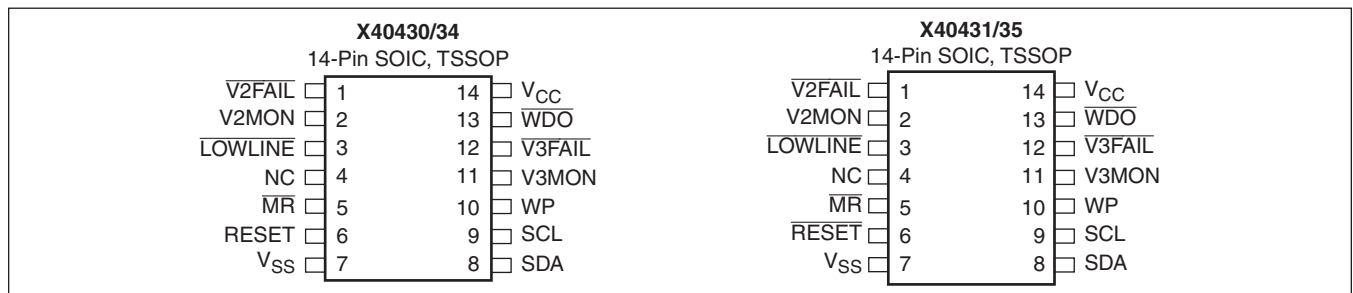 X40430/34
14-Pin SOIC, TSSOP
V2FAIL 1 14 VCC
V2MON 2 13 WDO
LOWLINE 3 12 V3FAIL
NC 4 11 V3MON
MR 5 10 WP
RESET 6 9 SCL
VSS 7 8 SDA
X40431/35
14-Pin SOIC, TSSOP
V2FAIL 1 14 VCC
V2MON 2 13 WDO
LOWLINE 3 12 V3FAIL
NC 4 11 V3MON
MR 5 10 WP
RESET 6 9 SCL
VSS 7 8 SDA